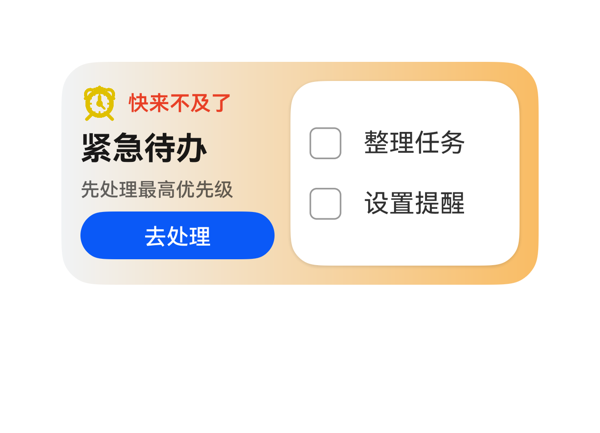 快来不及了
紧急待办
先处理最高优先级
去处理
整理任务
设置提醒